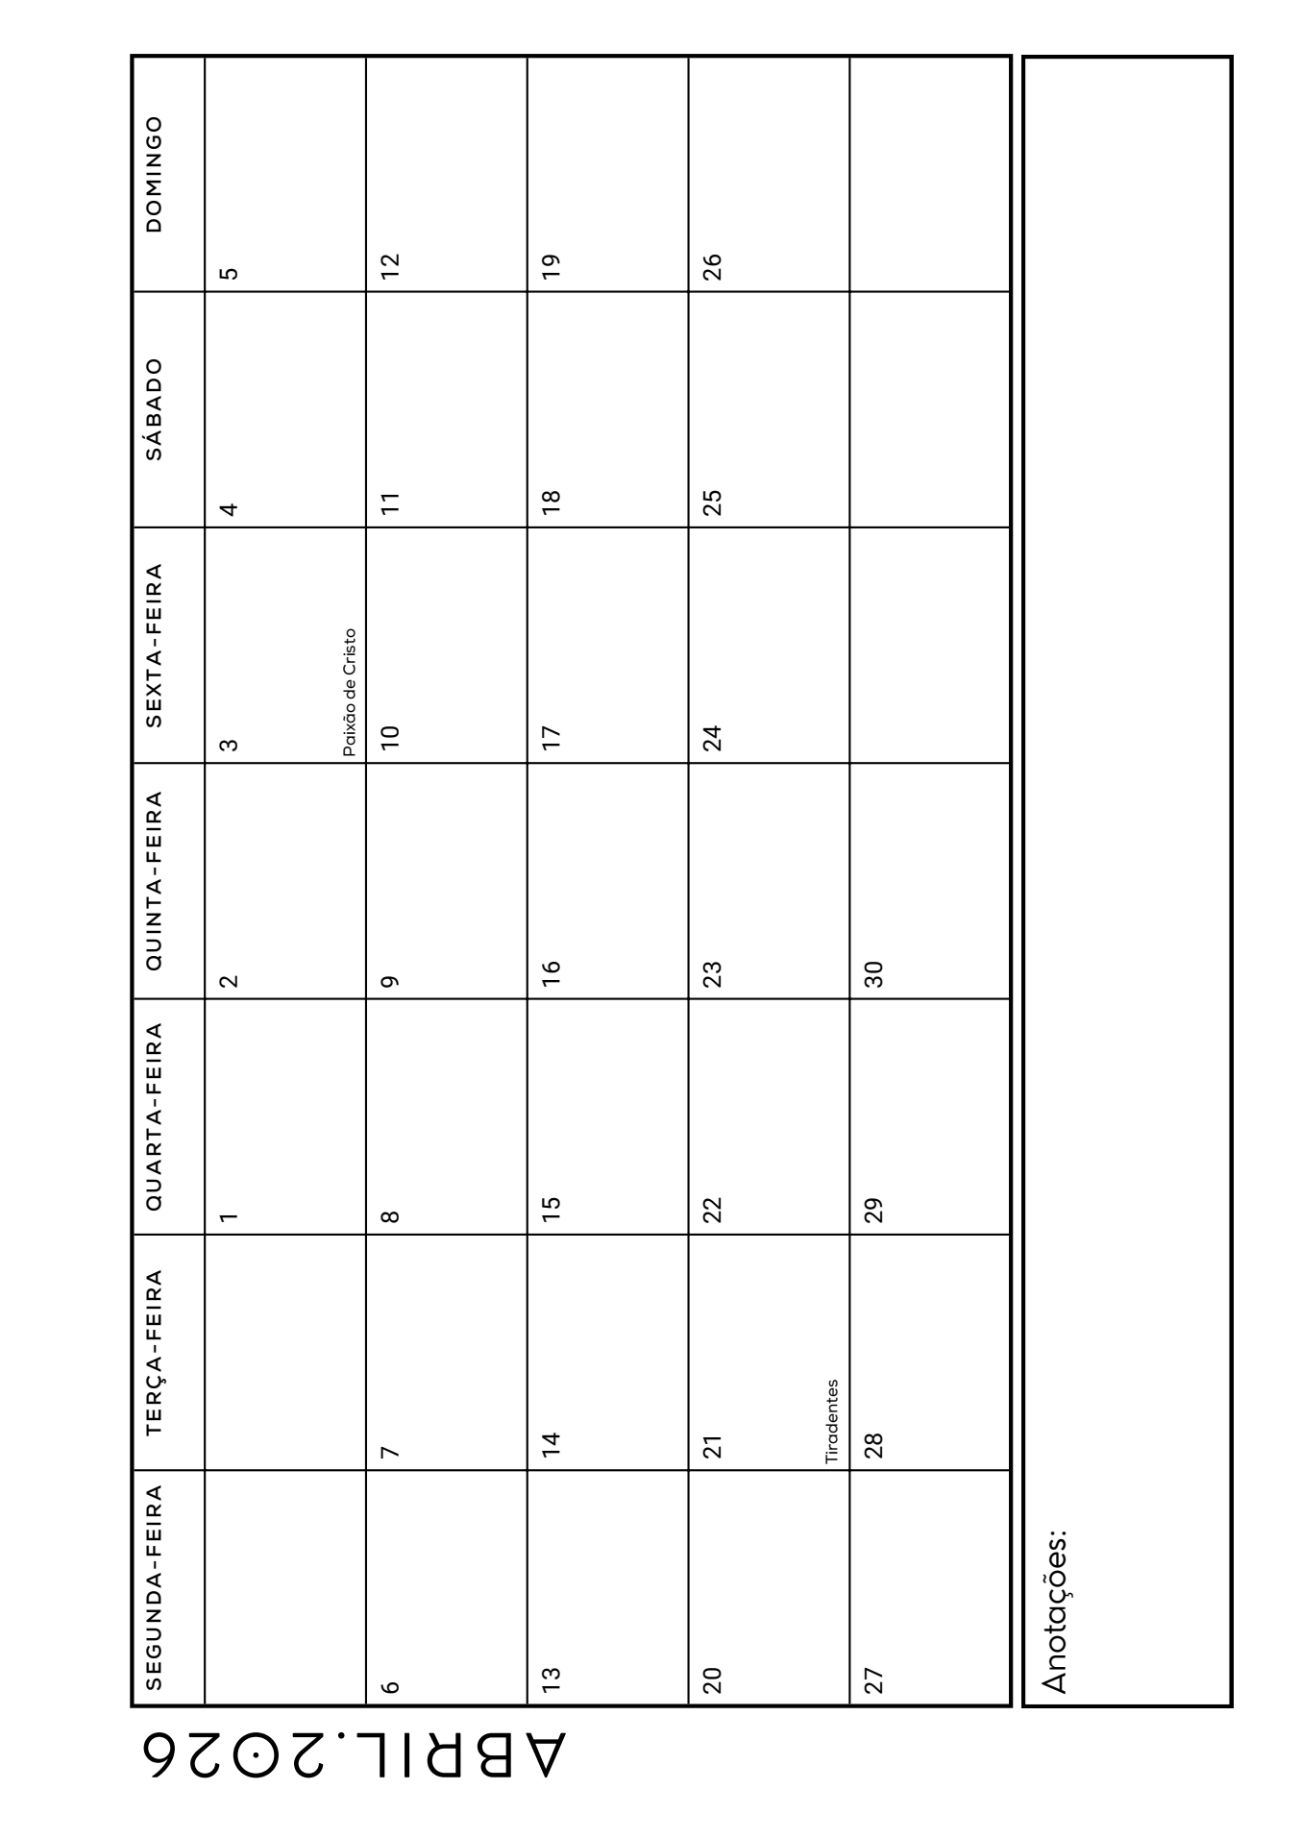 ABRIL.2026
SEGUNDA-FEIRA TERÇA-FEIRA QUARTA-FEIRA QUINTA-FEIRA SEXTA-FEIRA SÁBADO DOMINGO
1 2 3 4 5
Paixão de Cristo
6 7 8 9 10 11 12
13 14 15 16 17 18 19
20 21 22 23 24 25 26
Tiradentes
27 28 29 30
Anotações: